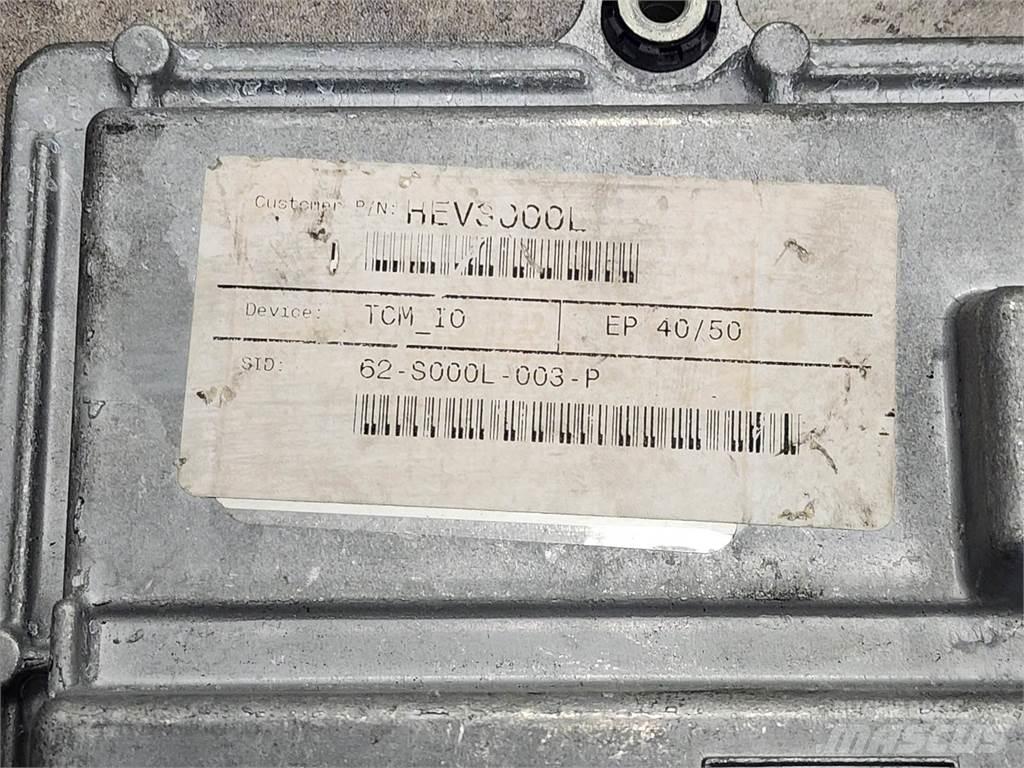 Customer P/N: HEVS000L
Device: TCM_IO EP 40/50
SID: 62-S000L-003-P
MASCUS